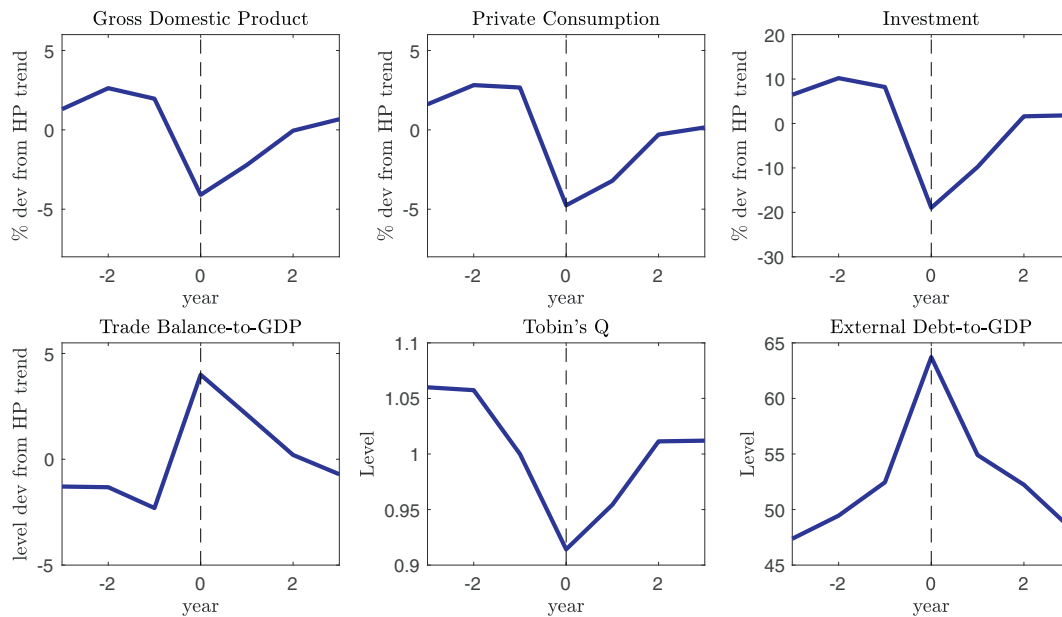 Gross Domestic Product
% dev from HP trend
5
0
-5
-2
0
2
year
Private Consumption
% dev from HP trend
5
0
-5
-2
0
2
year
Investment
% dev from HP trend
20
10
0
-10
-20
-30
-2
0
2
year
Trade Balance-to-GDP
level dev from HP trend
5
0
-5
-2
0
2
year
Tobin's Q
Level
1.1
1.05
1
0.95
0.9
-2
0
2
year
External Debt-to-GDP
Level
65
60
55
50
45
-2
0
2
year